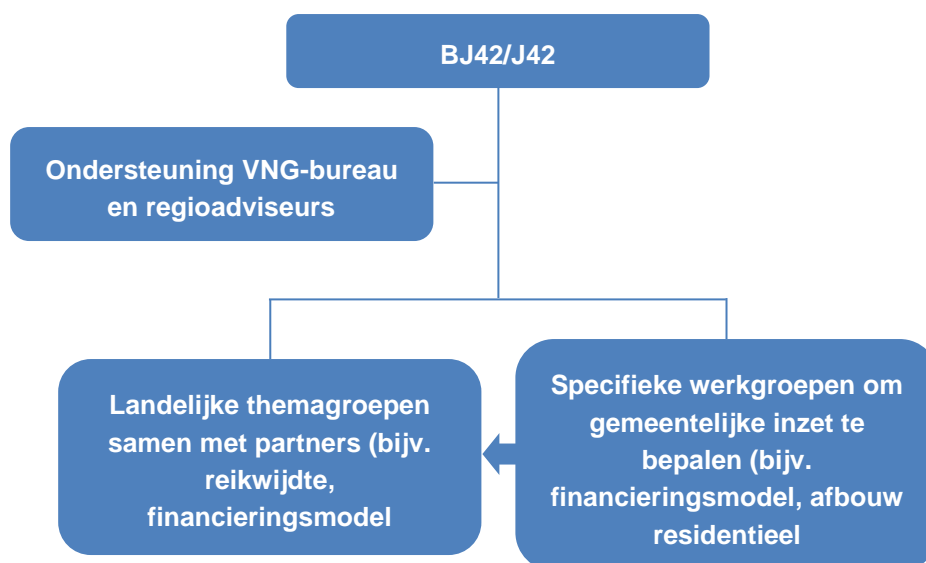 BJ42/J42
Ondersteuning VNG-bureau
en regioadviseurs
Landelijke themagroepen
samen met partners (bijv.
reikwijdte,
financieringsmodel
Specifieke werkgroepen om
gemeentelijke inzet te
bepalen (bijv.
financieringsmodel, afbouw
residentieel